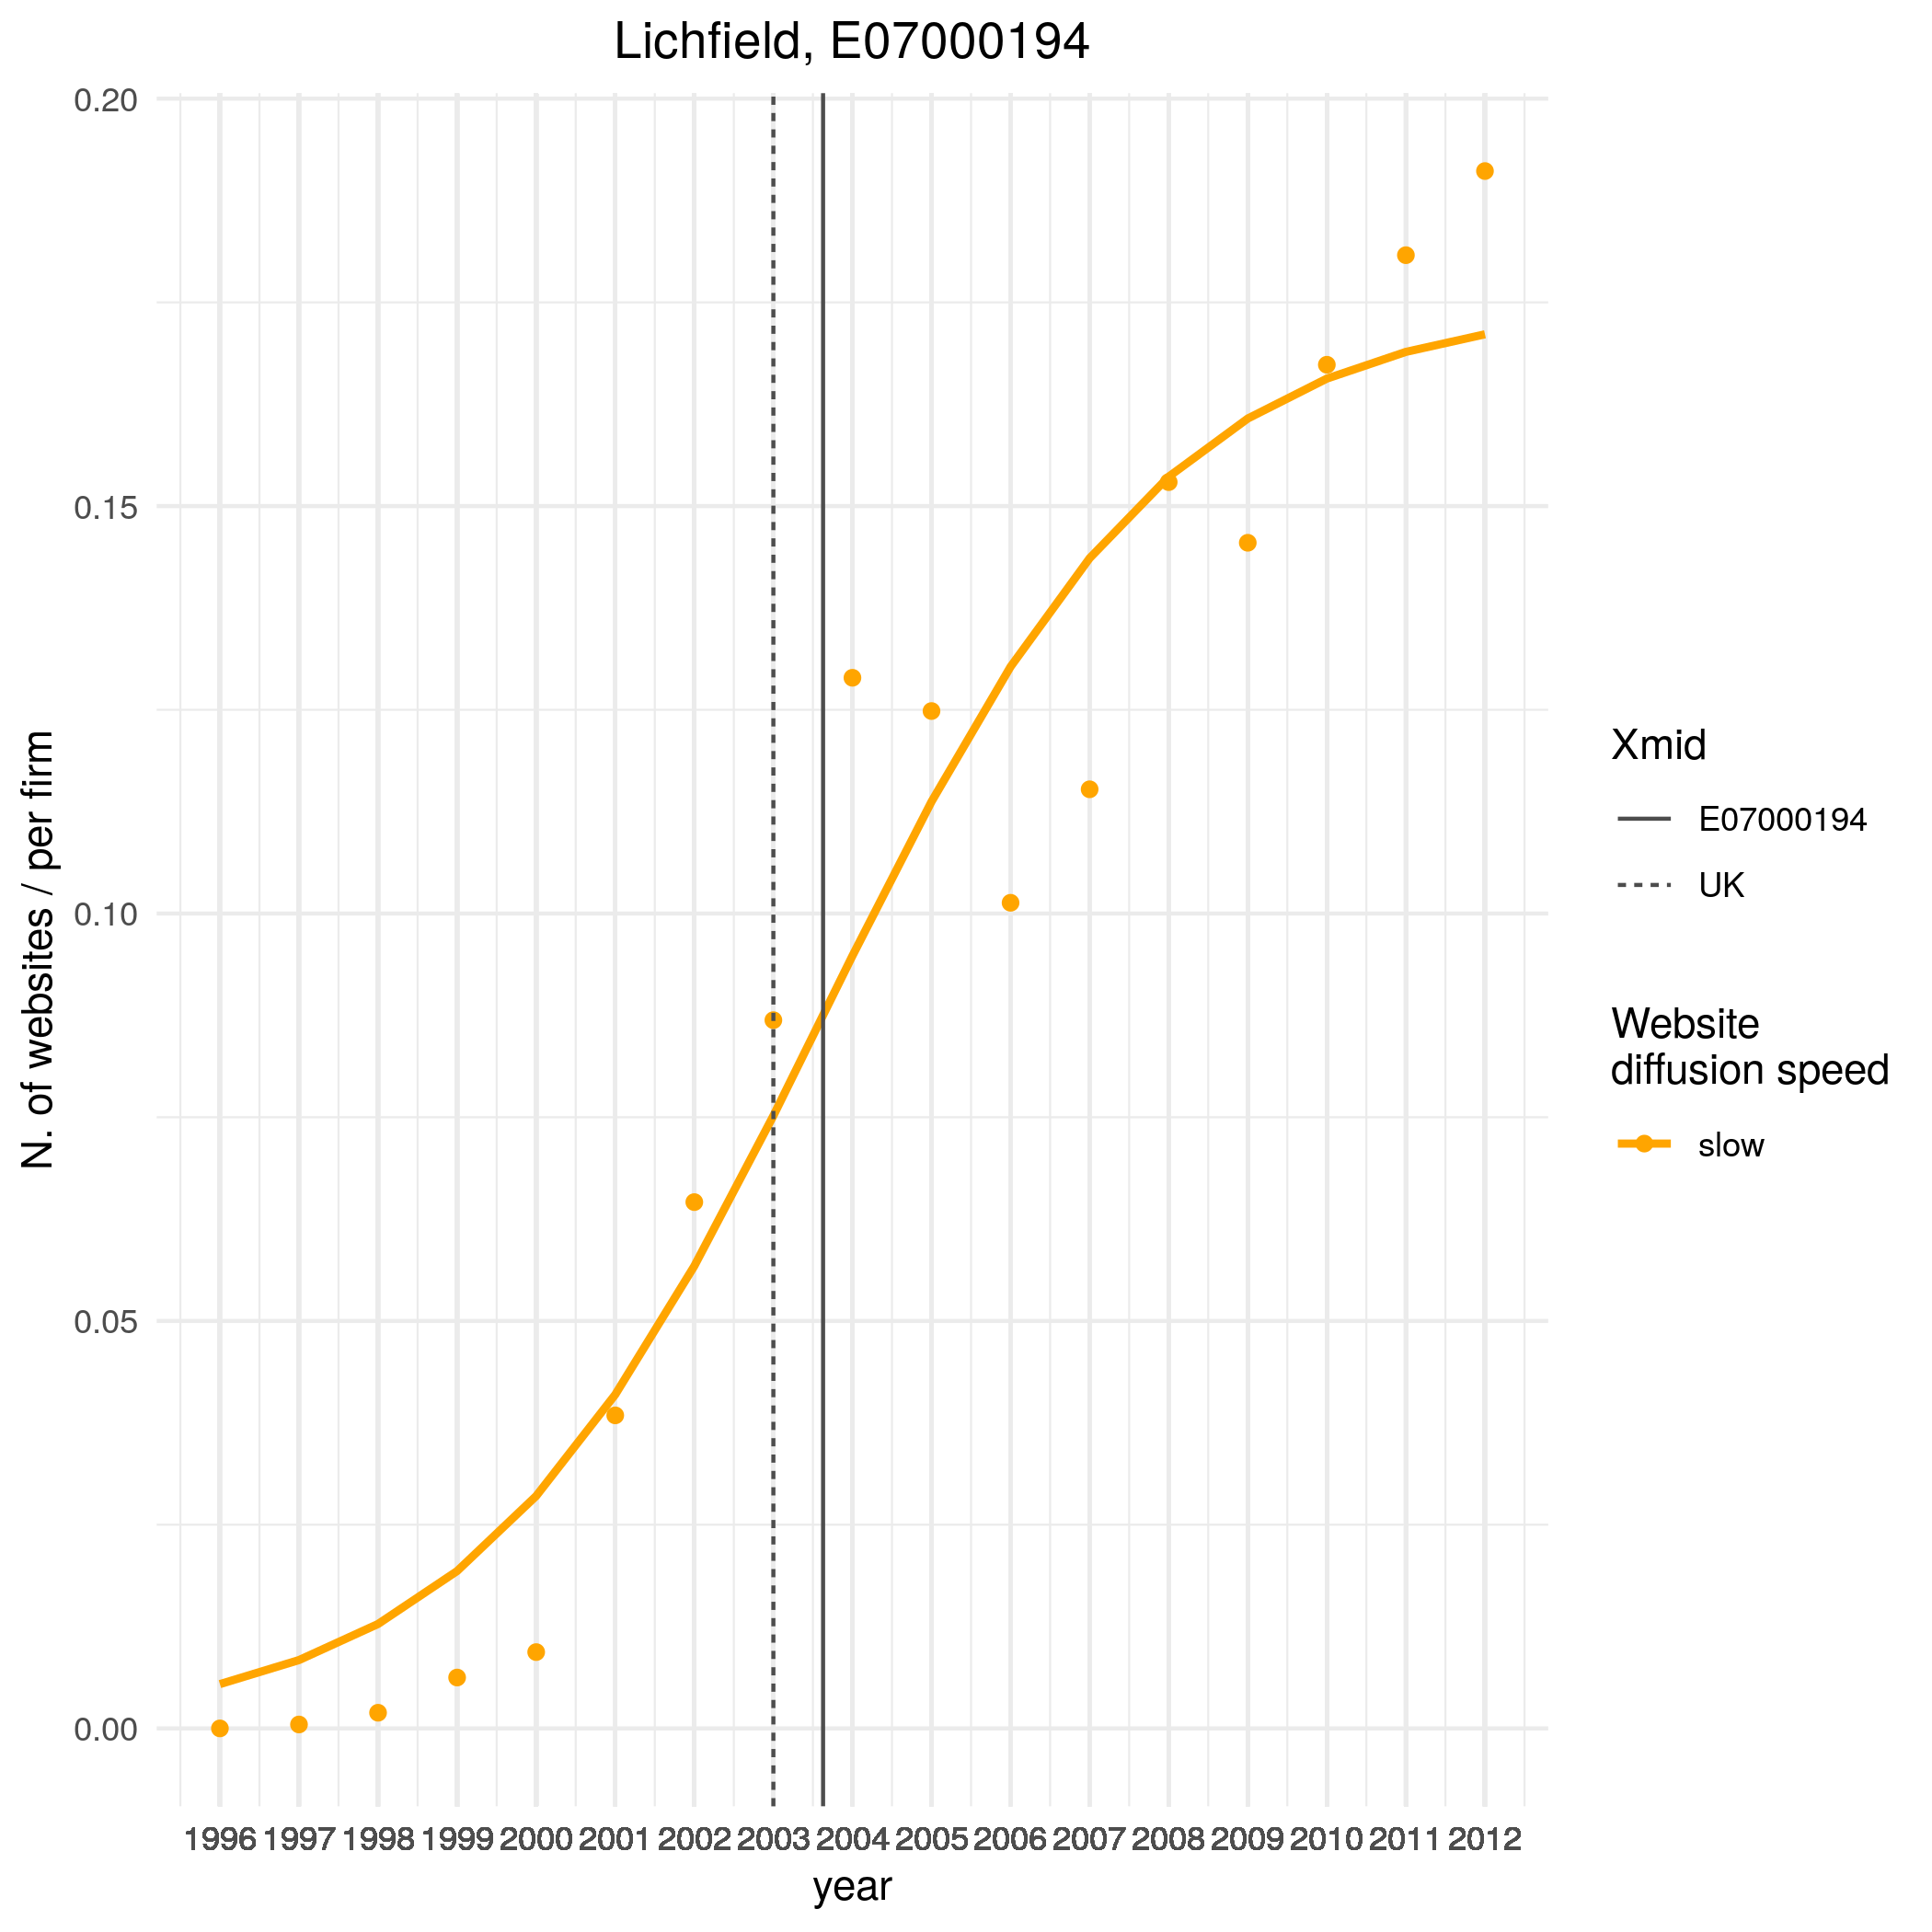 Lichfield, E07000194
0.20
0.15
0.10
0.05
0.00
N. of websites / per firm
1996 1997 1998 1999 2000 2001 2002 2003 2004 2005 2006 2007 2008 2009 2010 2011 2012
year
Xmid
E07000194
UK
Website
diffusion speed
slow